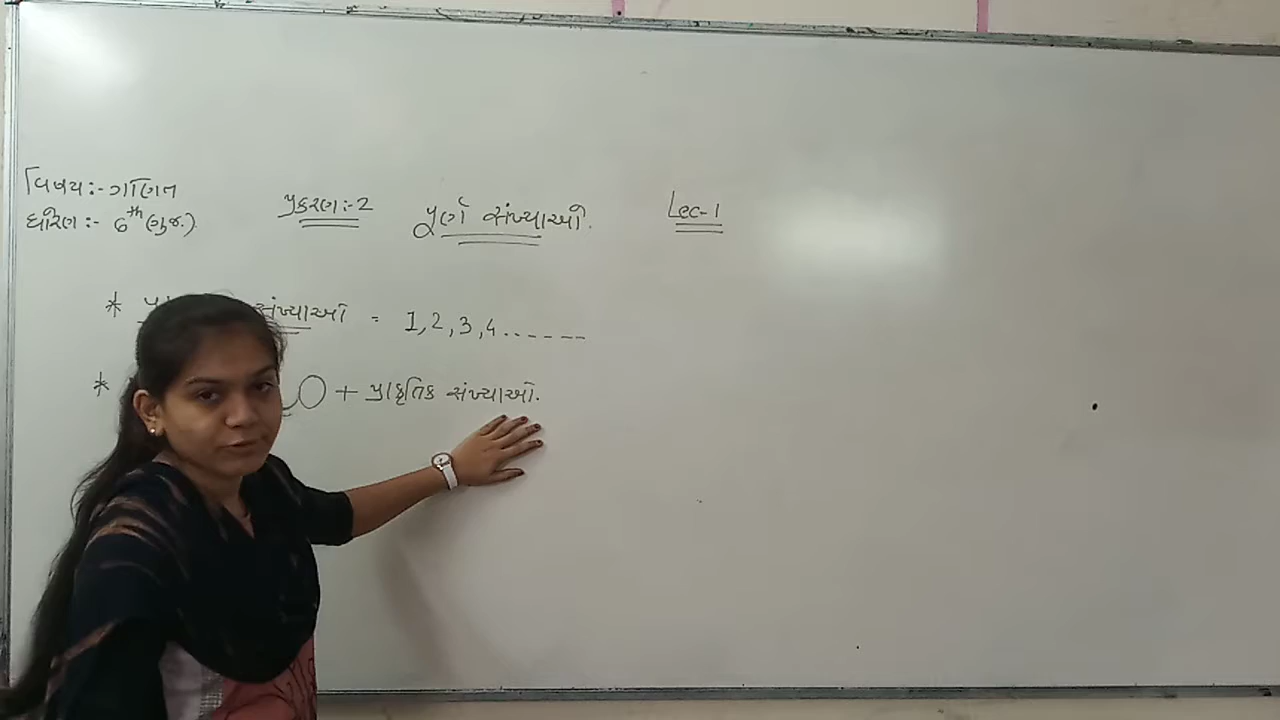 વિષય:- ગણિત
ધોરણ:- 6th (ગુજ.)
પ્રકરણ:-2 પુર્ણ સંખ્યાઓ. Lec-1
* સંખ્યાઓ = 1,2,3,4......
* 0 + પ્રાકૃતિક સંખ્યાઓ.